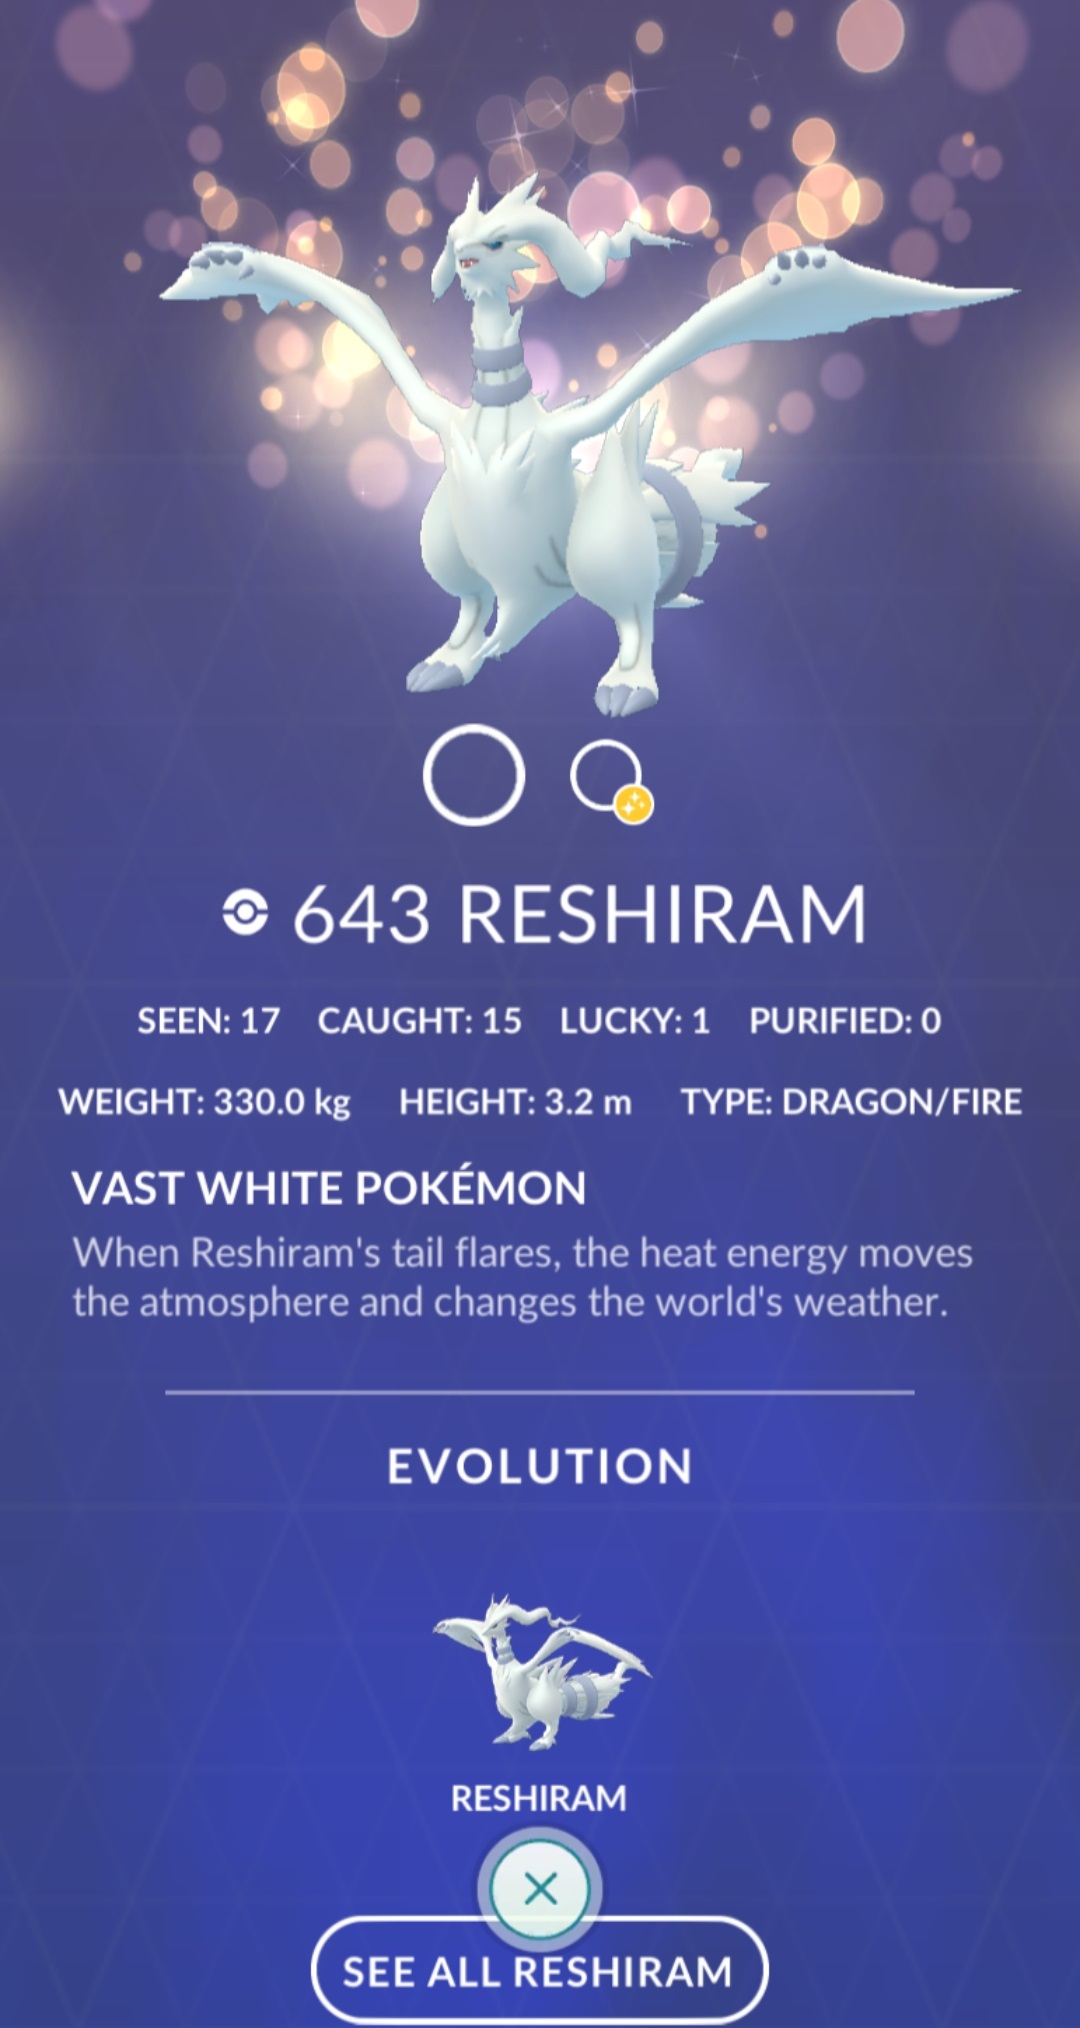 643 RESHIRAM
SEEN: 17 CAUGHT: 15 LUCKY: 1 PURIFIED: 0
WEIGHT: 330.0 kg HEIGHT: 3.2 m TYPE: DRAGON/FIRE
VAST WHITE POKÉMON
When Reshiram's tail flares, the heat energy moves
the atmosphere and changes the world's weather.
EVOLUTION
RESHIRAM
SEE ALL RESHIRAM